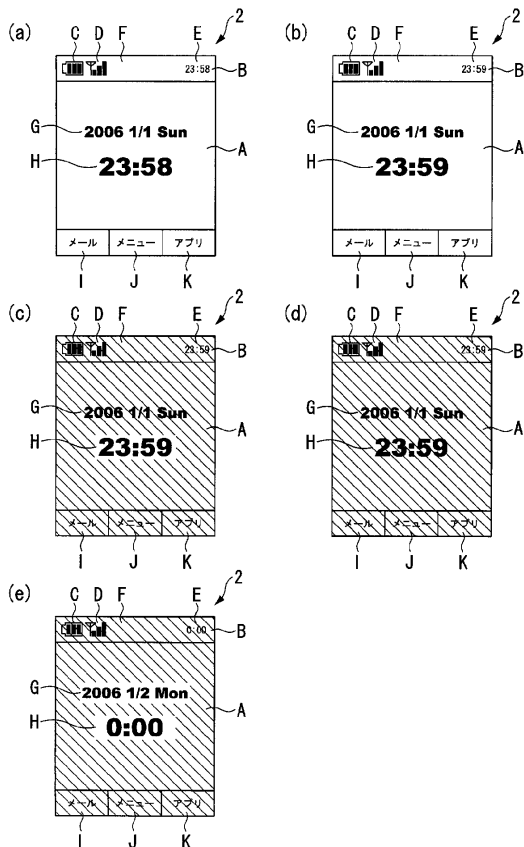 (a)
C D F E 2
23:58
B
G
2006 1/1 Sun
A
H
23:58
メール メニュー アプリ
I J K
(b)
C D F E 2
23:59
B
G
2006 1/1 Sun
A
H
23:59
メール メニュー アプリ
I J K
(c)
C D F E 2
23:59
B
G
2006 1/1 Sun
A
H
23:59
メール メニュー アプリ
I J K
(d)
C D F E 2
23:59
B
G
2006 1/1 Sun
A
H
23:59
メール メニュー アプリ
I J K
(e)
C D F E 2
0:00
B
G
2006 1/2 Mon
A
H
0:00
メール メニュー アプリ
I J K